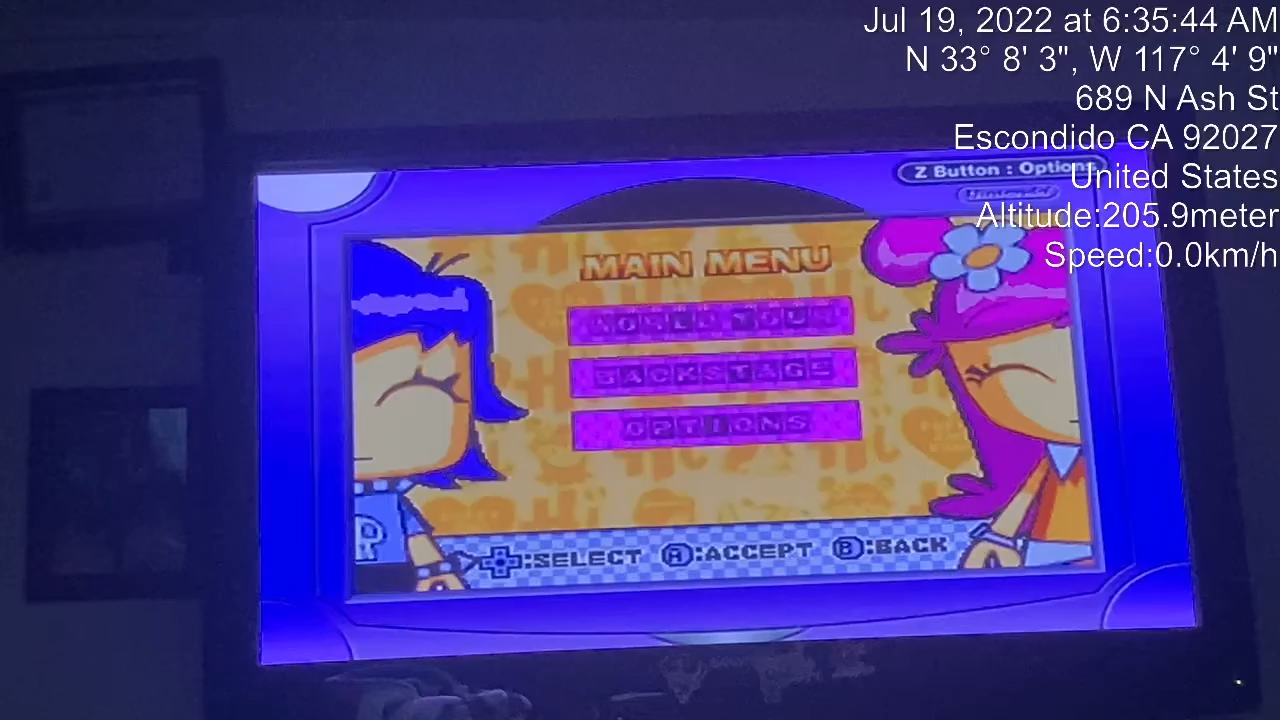 Jul 19, 2022 at 6:35:44 AM
N 33° 8' 3", W 117° 4' 9"
689 N Ash St
Escondido CA 92027
United States
Altitude:205.9meter
Speed:0.0km/h
Z Button : Options
MAIN MENU
WORLD TOUR
BACKSTAGE
OPTIONS
:SELECT A:ACCEPT B:BACK